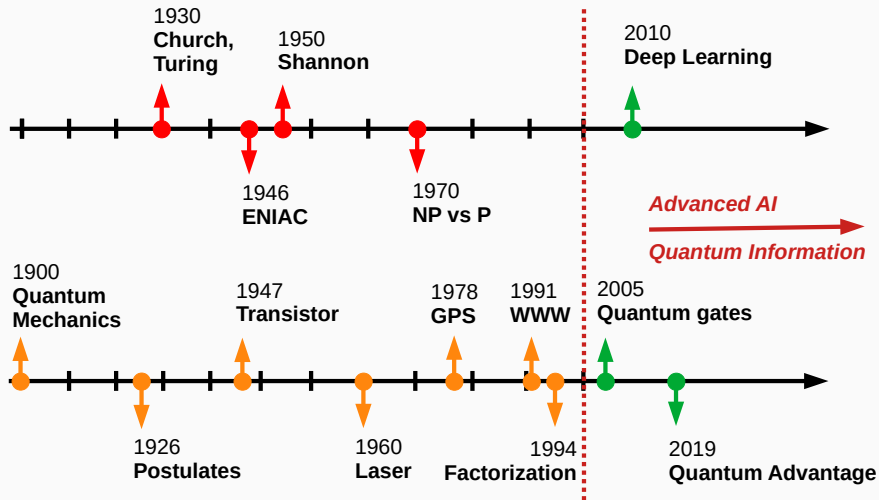 1930
Church,
Turing
1950
Shannon
2010
Deep Learning
1946
ENIAC
1970
NP vs P
Advanced AI
Quantum Information
1900
Quantum
Mechanics
1947
Transistor
1978
GPS
1991
WWW
2005
Quantum gates
1926
Postulates
1960
Laser
1994
Factorization
2019
Quantum Advantage